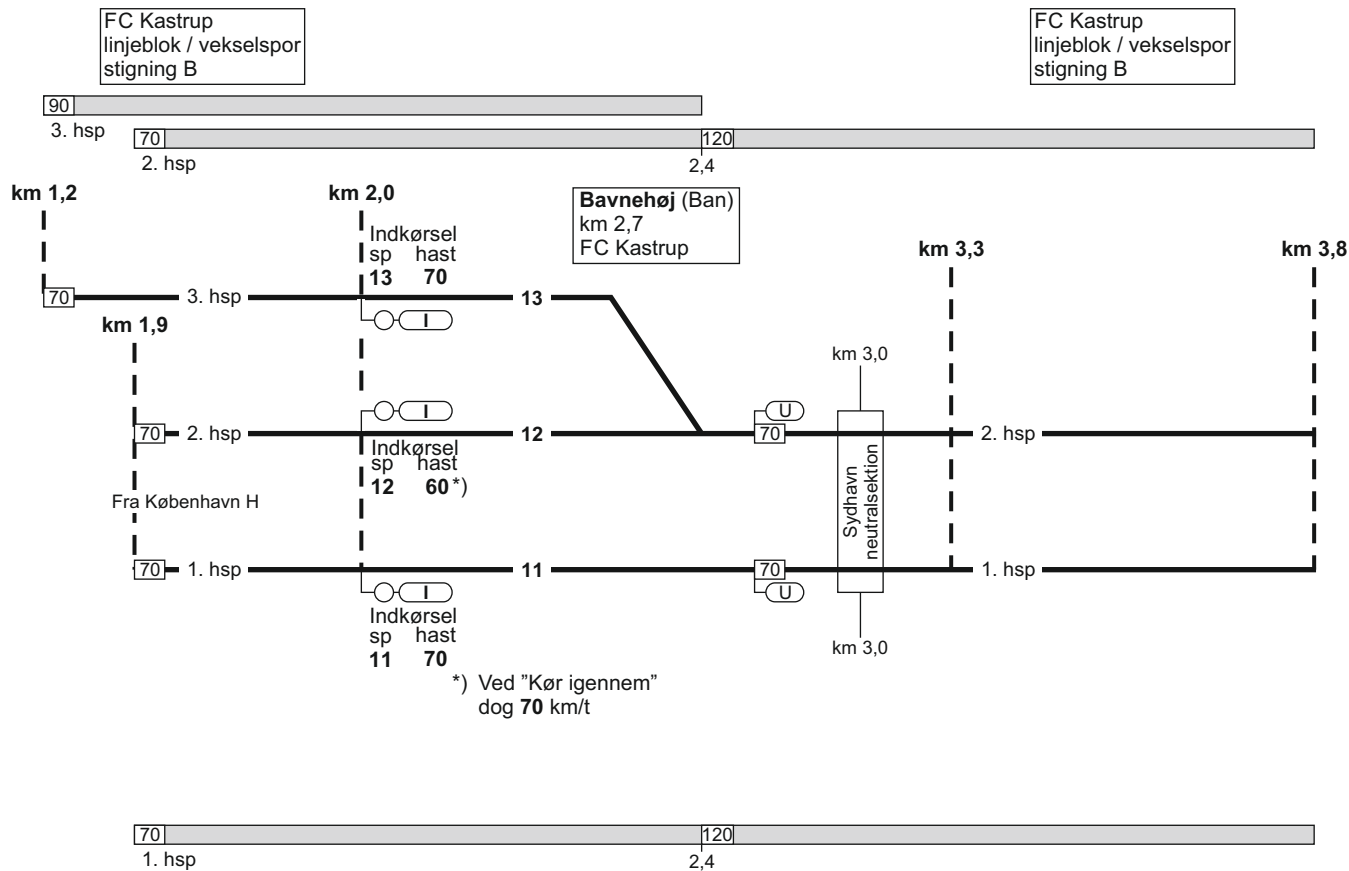 FC Kastrup
linjeblok / vekselspor
stigning B
FC Kastrup
linjeblok / vekselspor
stigning B
90
3. hsp
70
120
2. hsp
2,4
km 1,2
km 2,0
Bavnehøj (Ban)
km 2,7
FC Kastrup
km 3,3
km 3,8
Indkørsel
sp hast
13 70
70
3. hsp
13
I
km 1,9
km 3,0
I
U
70
2. hsp
12
70
2. hsp
Indkørsel
sp hast
12 60 *)
Sydhavn
neutralsektion
Fra København H
70
1. hsp
11
70
1. hsp
I
U
Indkørsel
sp hast
11 70
km 3,0
*) Ved ”Kør igennem”
dog 70 km/t
70
120
1. hsp
2,4